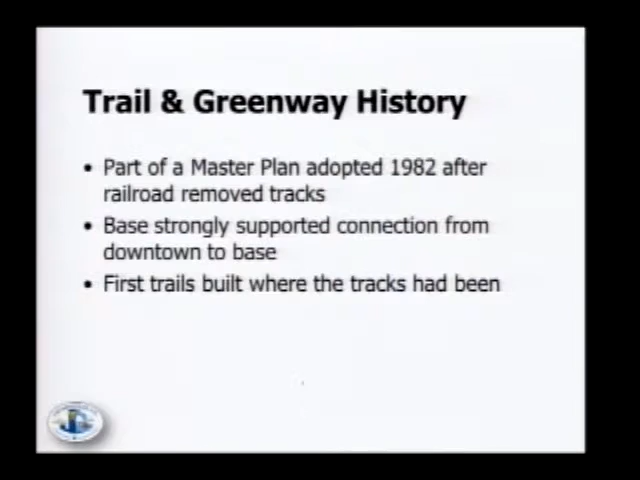 Trail & Greenway History
• Part of a Master Plan adopted 1982 after
railroad removed tracks
• Base strongly supported connection from
downtown to base
• First trails built where the tracks had been